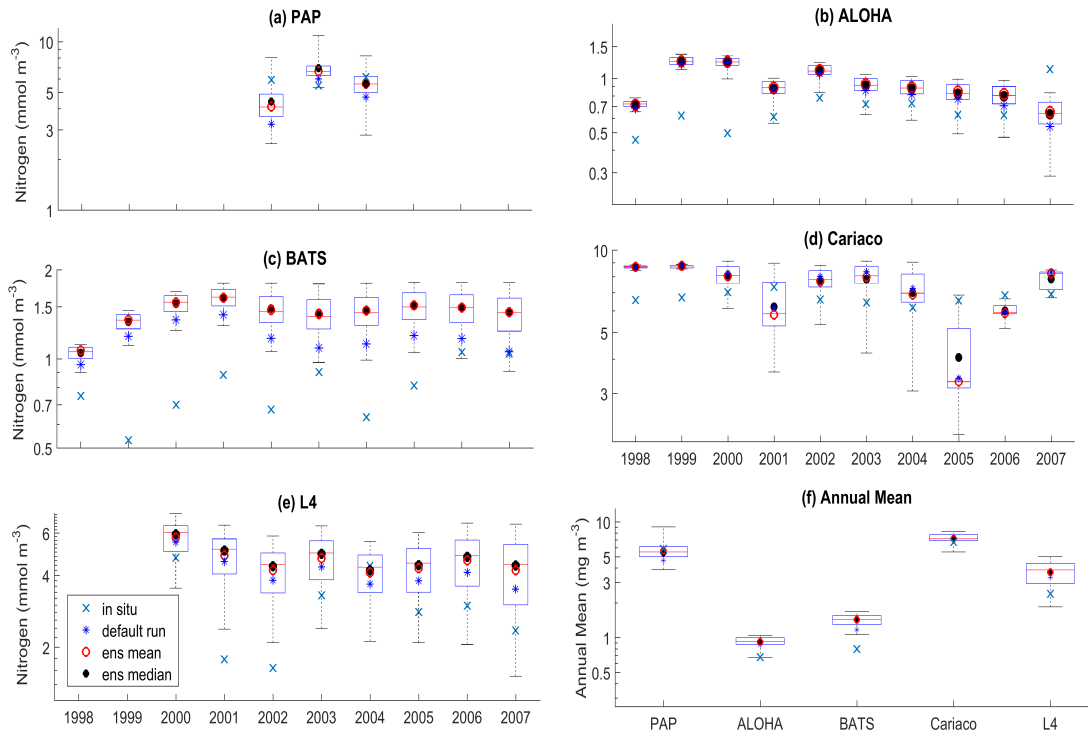 (a) PAP
Nitrogen (mmol m⁻³)
10
5
3
1
(b) ALOHA
1.5
1
0.7
0.5
0.3
(c) BATS
Nitrogen (mmol m⁻³)
2
1.5
1
0.7
0.5
(d) Cariaco
10
5
3
1998 1999 2000 2001 2002 2003 2004 2005 2006 2007
(e) L4
Nitrogen (mmol m⁻³)
6
4
2
in situ
default run
ens mean
ens median
1998 1999 2000 2001 2002 2003 2004 2005 2006 2007
(f) Annual Mean
Annual Mean (mg m⁻³)
10
5
3
1
0.5
PAP ALOHA BATS Cariaco L4